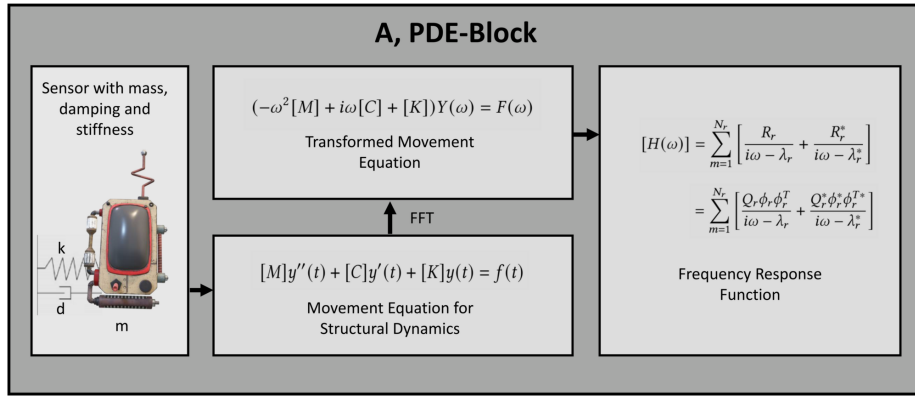 A, PDE-Block
Sensor with mass,
damping and
stiffness
k
d
m
(−ω²[M] + iω[C] + [K])Y(ω) = F(ω)
Transformed Movement
Equation
FFT
[M]y′′(t) + [C]y′(t) + [K]y(t) = f(t)
Movement Equation for
Structural Dynamics
[H(ω)] = ∑_{m=1}^{N_r} [ R_r / (iω − λ_r) + R_r^* / (iω − λ_r^*) ]
= ∑_{m=1}^{N_r} [ Q_r ϕ_r ϕ_r^T / (iω − λ_r) + Q_r^* ϕ_r^* ϕ_r^{T*} / (iω − λ_r^*) ]
Frequency Response
Function